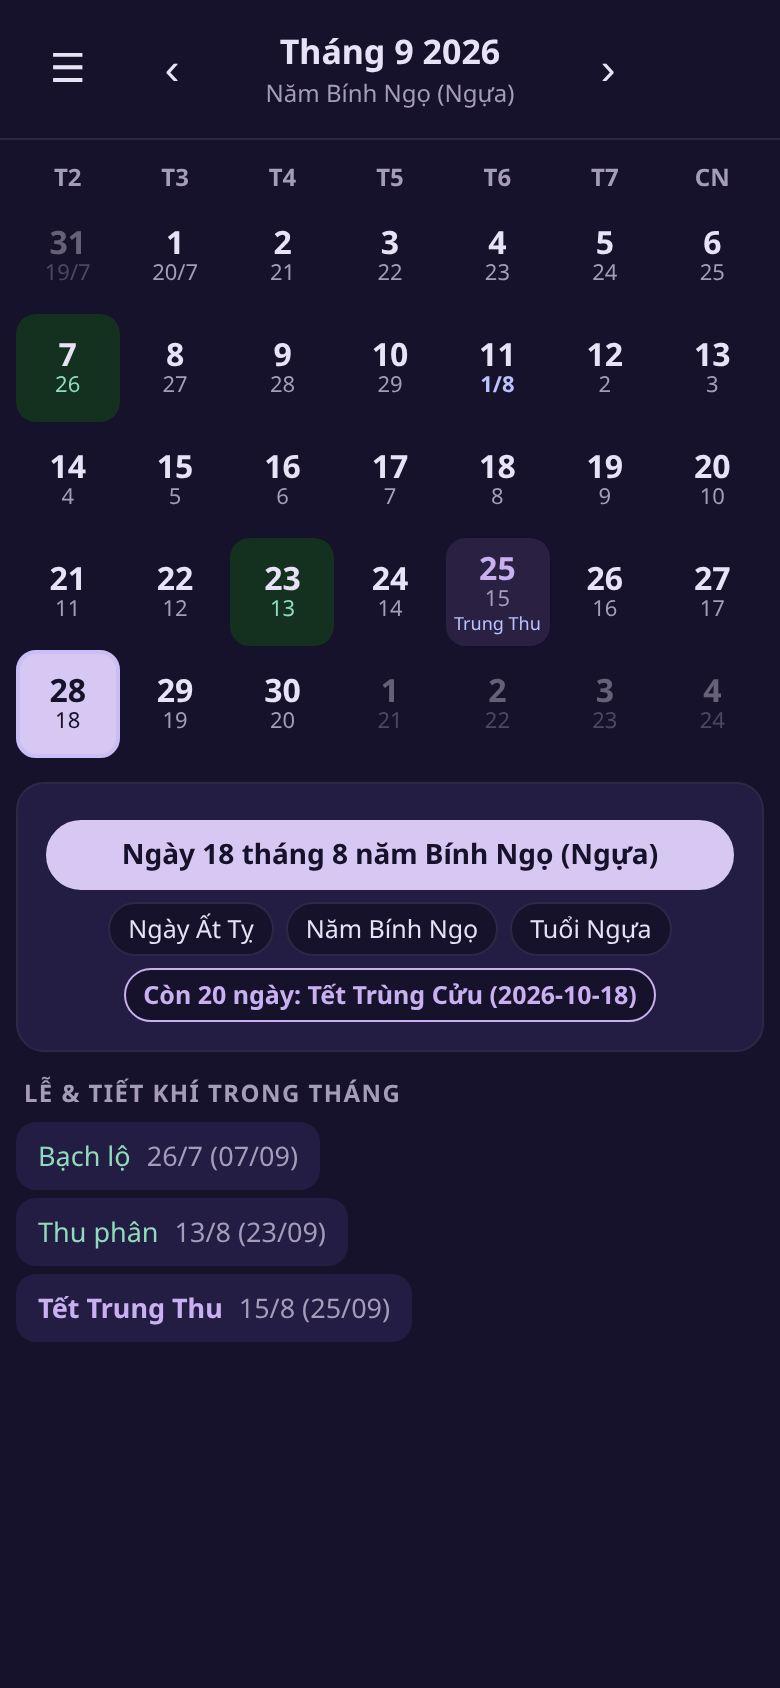 ☰ ‹ Tháng 9 2026 ›
Năm Bính Ngọ (Ngựa)
T2 T3 T4 T5 T6 T7 CN
31 1 2 3 4 5 6
19/7 20/7 21 22 23 24 25
7 8 9 10 11 12 13
26 27 28 29 1/8 2 3
14 15 16 17 18 19 20
4 5 6 7 8 9 10
21 22 23 24 25 26 27
11 12 13 14 15 16 17
Trung Thu
28 29 30 1 2 3 4
18 19 20 21 22 23 24
Ngày 18 tháng 8 năm Bính Ngọ (Ngựa)
Ngày Ất Tỵ Năm Bính Ngọ Tuổi Ngựa
Còn 20 ngày: Tết Trùng Cửu (2026-10-18)
LỄ & TIẾT KHÍ TRONG THÁNG
Bạch lộ 26/7 (07/09)
Thu phân 13/8 (23/09)
Tết Trung Thu 15/8 (25/09)